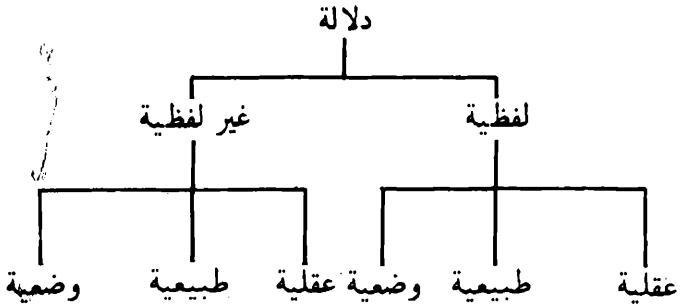 دلالة
لفظية غير لفظية
عقلية طبيعية وضعية عقلية طبيعية وضعية